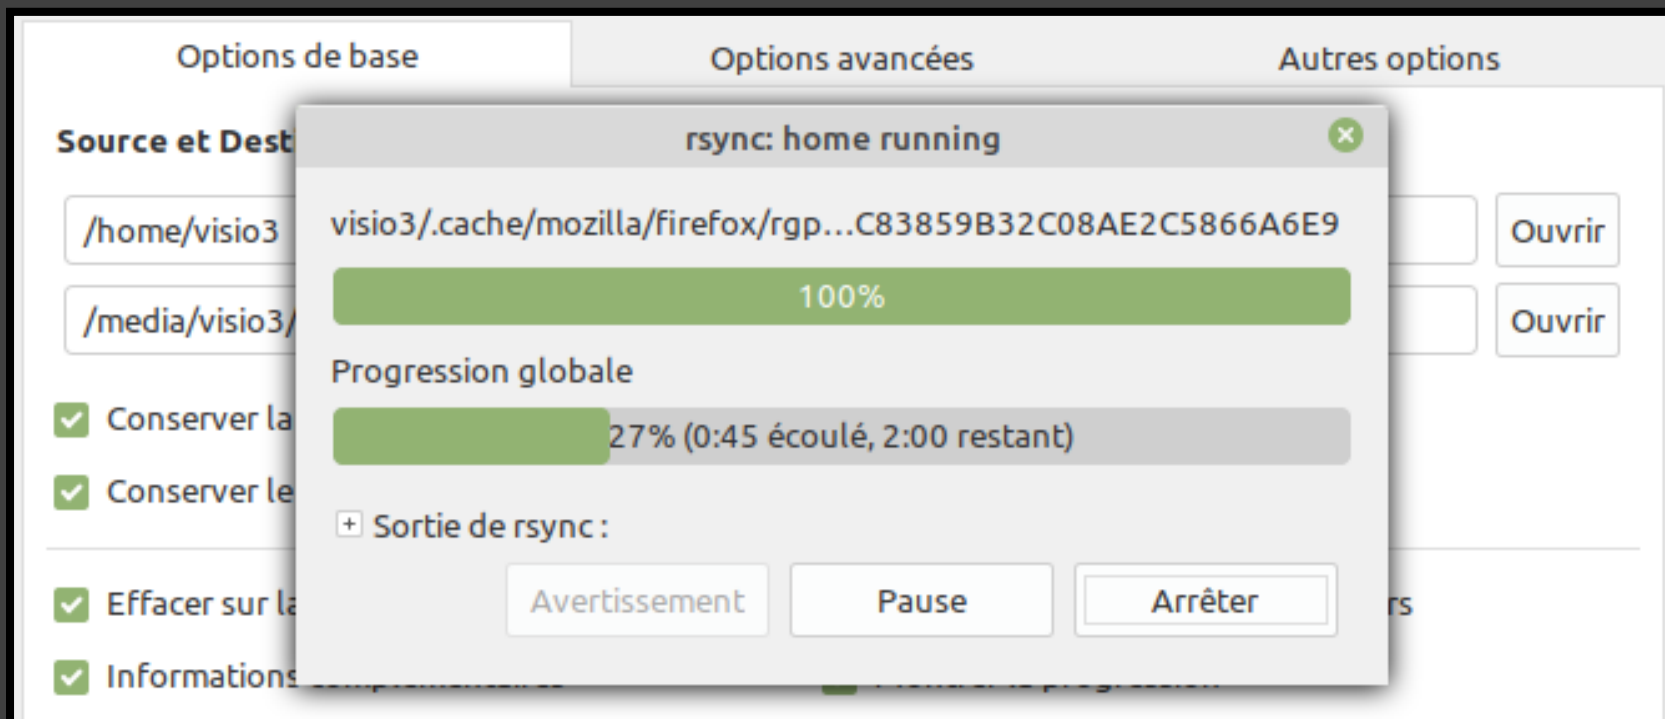 Options de base
Options avancées
Autres options
Source et Dest
rsync: home running
/home/visio3
visio3/.cache/mozilla/firefox/rgp...C83859B32C08AE2C5866A6E9
Ouvrir
100%
/media/visio3/
Ouvrir
Progression globale
Conserver la
27% (0:45 écoulé, 2:00 restant)
Conserver le
Sortie de rsync :
Effacer sur la
Avertissement
Pause
Arrêter
rs
Informations